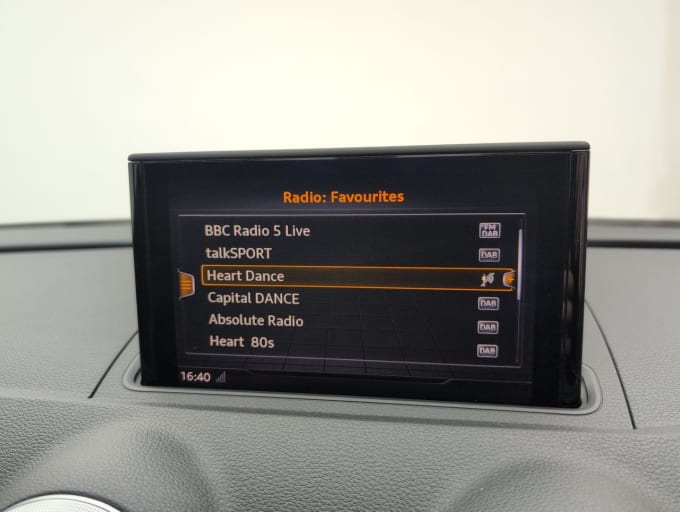 Radio: Favourites
BBC Radio 5 Live FM DAB
talkSPORT DAB
Heart Dance
Capital DANCE DAB
Absolute Radio DAB
Heart 80s DAB
16:40